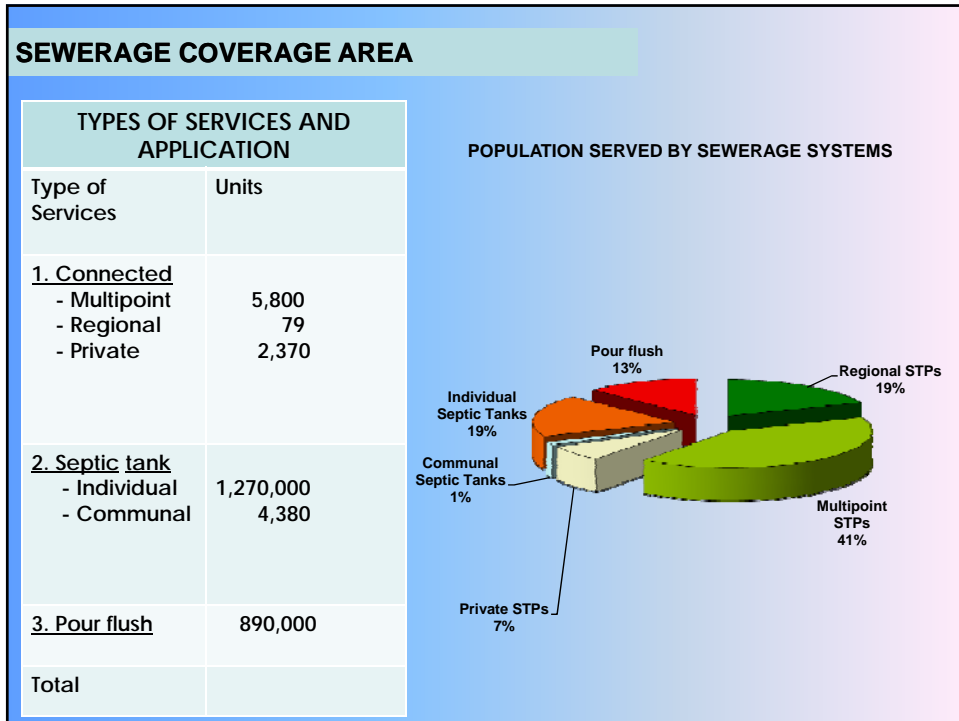 SEWERAGE COVERAGE AREA
TYPES OF SERVICES AND
APPLICATION
Type of
Services
Units
1. Connected
- Multipoint 5,800
- Regional 79
- Private 2,370
2. Septic tank
- Individual 1,270,000
- Communal 4,380
3. Pour flush 890,000
Total
POPULATION SERVED BY SEWERAGE SYSTEMS
Pour flush
13%
Regional STPs
19%
Individual
Septic Tanks
19%
Communal
Septic Tanks
1%
Multipoint
STPs
41%
Private STPs
7%